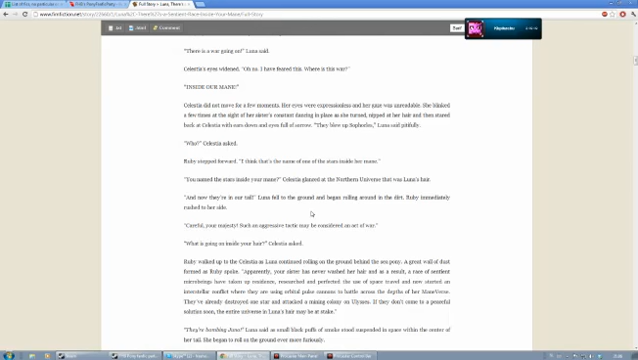 www.fimfiction.net
"There is a war going on!" Luna said.
Celestia's eyes widened. "Oh no. I have feared this. Where is this war?"
"INSIDE OUR MANE!"
Celestia did not move for a few moments. Her eyes were expressionless and her gaze was unreadable. She blinked
a few times at the sight of her sister's constant dancing in place as she turned, nipped at her hair and then stared
back at Celestia with ears down and eyes full of sorrow. "They blew up Sophocles," Luna said pitifully.
"Who?" Celestia asked.
Ruby stepped forward. "I think that's the name of one of the stars inside her mane."
"You named the stars inside your mane?" Celestia glanced at the Northern Universe that was Luna's hair.
"And now they're in our tail!" Luna fell to the ground and began rolling around in the dirt. Ruby immediately
rushed to her side.
"Careful, your majesty! Such an aggressive tactic may be considered an act of war."
"What is going on inside your hair?" Celestia asked.
Ruby walked up to the Celestia as Luna continued rolling on the ground behind the sea pony. A great wall of dust
formed as Ruby spoke. "Apparently, your sister has never washed her hair and as a result, a race of sentient
microbeings have taken up residence, researched and perfected the use of space travel and now started an
interstellar conflict where they are using orbital pulse cannons to battle across the depths of her ManeVerse.
They've already destroyed one star and attacked a mining colony on Ulysses. If they don't come to a peaceful
solution soon, the entire universe in Luna's hair may be at stake."
"They're bombing
Luna said as small black puffs of smoke stood suspended in space within the center of
her tail. She began to roll on the ground ever more furiously.